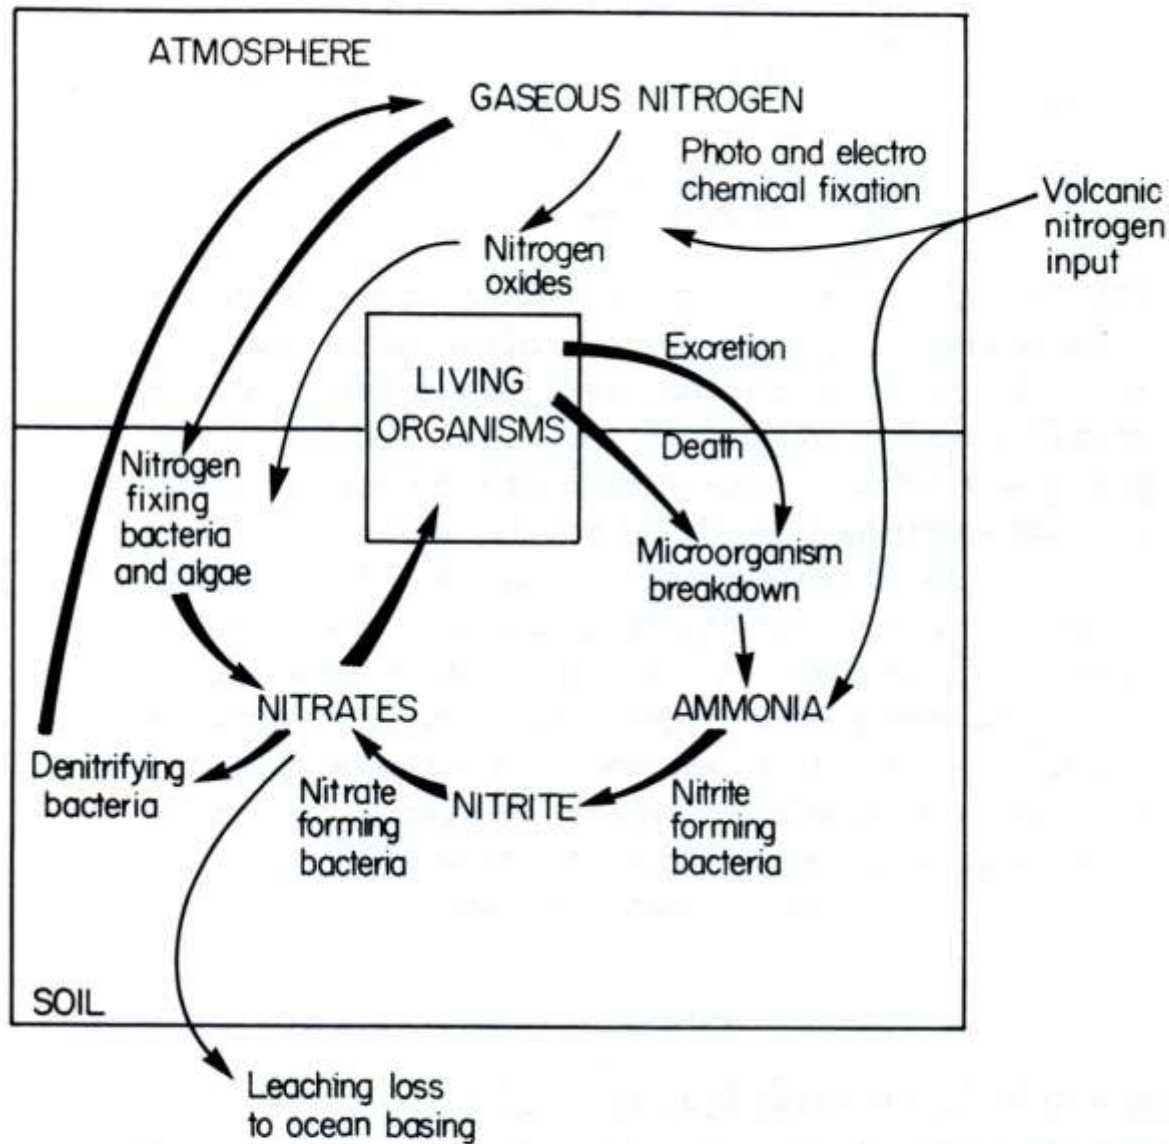 ATMOSPHERE
GASEOUS NITROGEN
Photo and electro
chemical fixation
Volcanic
nitrogen
input
Nitrogen
oxides
Excretion
LIVING
ORGANISMS
Death
Nitrogen
fixing
bacteria
and algae
Microorganism
breakdown
NITRATES
AMMONIA
Denitrifying
bacteria
Nitrate
forming
bacteria
NITRITE
Nitrite
forming
bacteria
SOIL
Leaching loss
to ocean basing